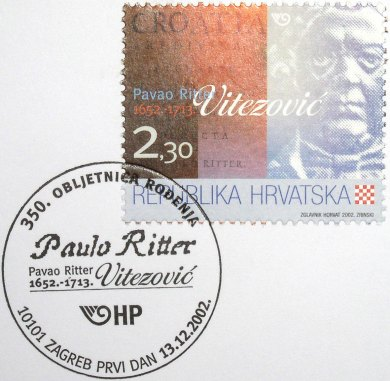 CROATIA
Pavao Ritter
1652.-1713.
Vitezović
2,30
REPUBLIKA HRVATSKA
ZGLAVNIK HORVAT 2002. ZRINSKI
350. OBLJETNICA ROĐENJA
Paulo Ritter
Pavao Ritter
1652.-1713. Vitezović
HP
10101 ZAGREB PRVI DAN 13.12.2002.